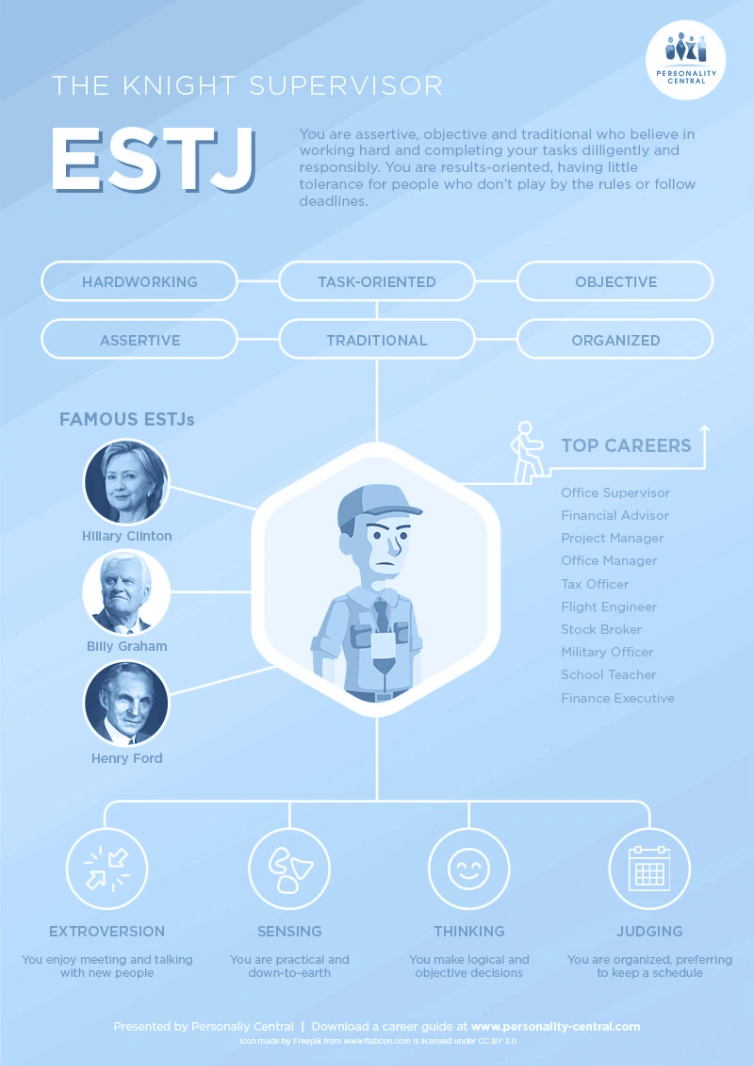 PERSONALITY
CENTRAL
THE KNIGHT SUPERVISOR
ESTJ
You are assertive, objective and traditional who believe in
working hard and completing your tasks dilligently and
responsibly. You are results-oriented, having little
tolerance for people who don't play by the rules or follow
deadlines.
HARDWORKING
TASK-ORIENTED
OBJECTIVE
ASSERTIVE
TRADITIONAL
ORGANIZED
FAMOUS ESTJs
Hillary Clinton
Billy Graham
Henry Ford
TOP CAREERS
Office Supervisor
Financial Advisor
Project Manager
Office Manager
Tax Officer
Flight Engineer
Stock Broker
Military Officer
School Teacher
Finance Executive
EXTROVERSION
You enjoy meeting and talking
with new people
SENSING
You are practical and
down-to-earth
THINKING
You make logical and
objective decisions
JUDGING
You are organized, preferring
to keep a schedule
Presented by Personally Central | Download a career guide at www.personality-central.com
Icon made by Freepik from www.flaticon.com is licensed under CC BY 3.0